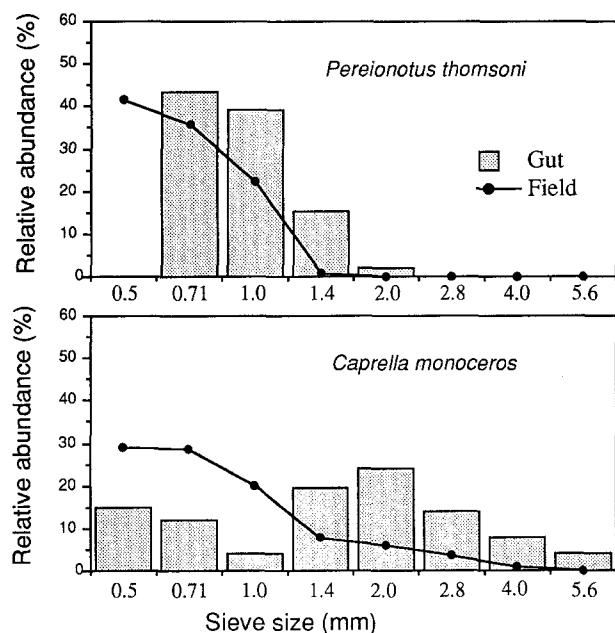 Relative abundance (%)
60
50
40
30
20
10
0
Pereionotus thomsoni
Gut
Field
0.5 0.71 1.0 1.4 2.0 2.8 4.0 5.6
Relative abundance (%)
60
50
40
30
20
10
0
Caprella monoceros
0.5 0.71 1.0 1.4 2.0 2.8 4.0 5.6
Sieve size (mm)